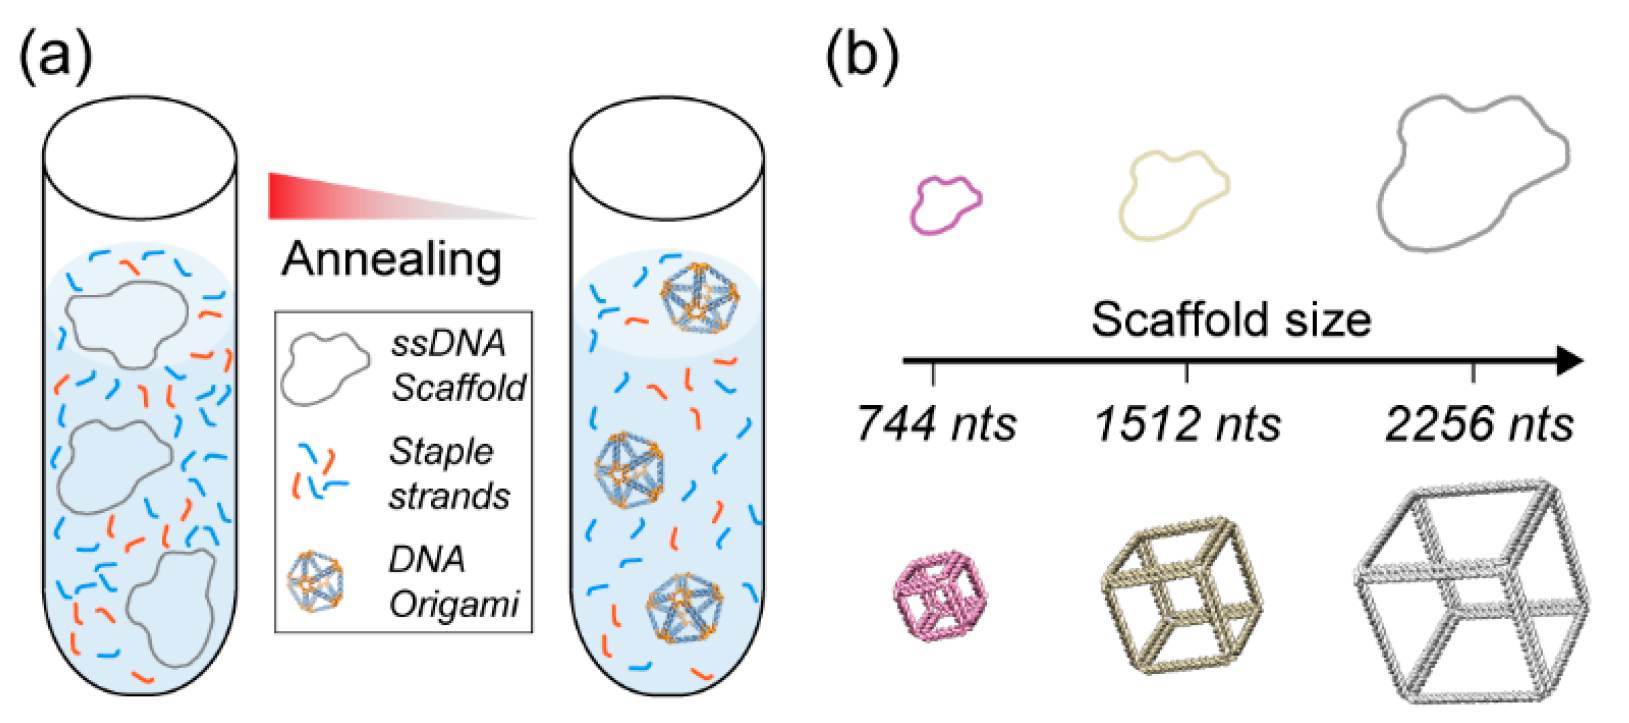 (a)
Annealing
ssDNA
Scaffold
Staple
strands
DNA
Origami
(b)
Scaffold size
744 nts
1512 nts
2256 nts